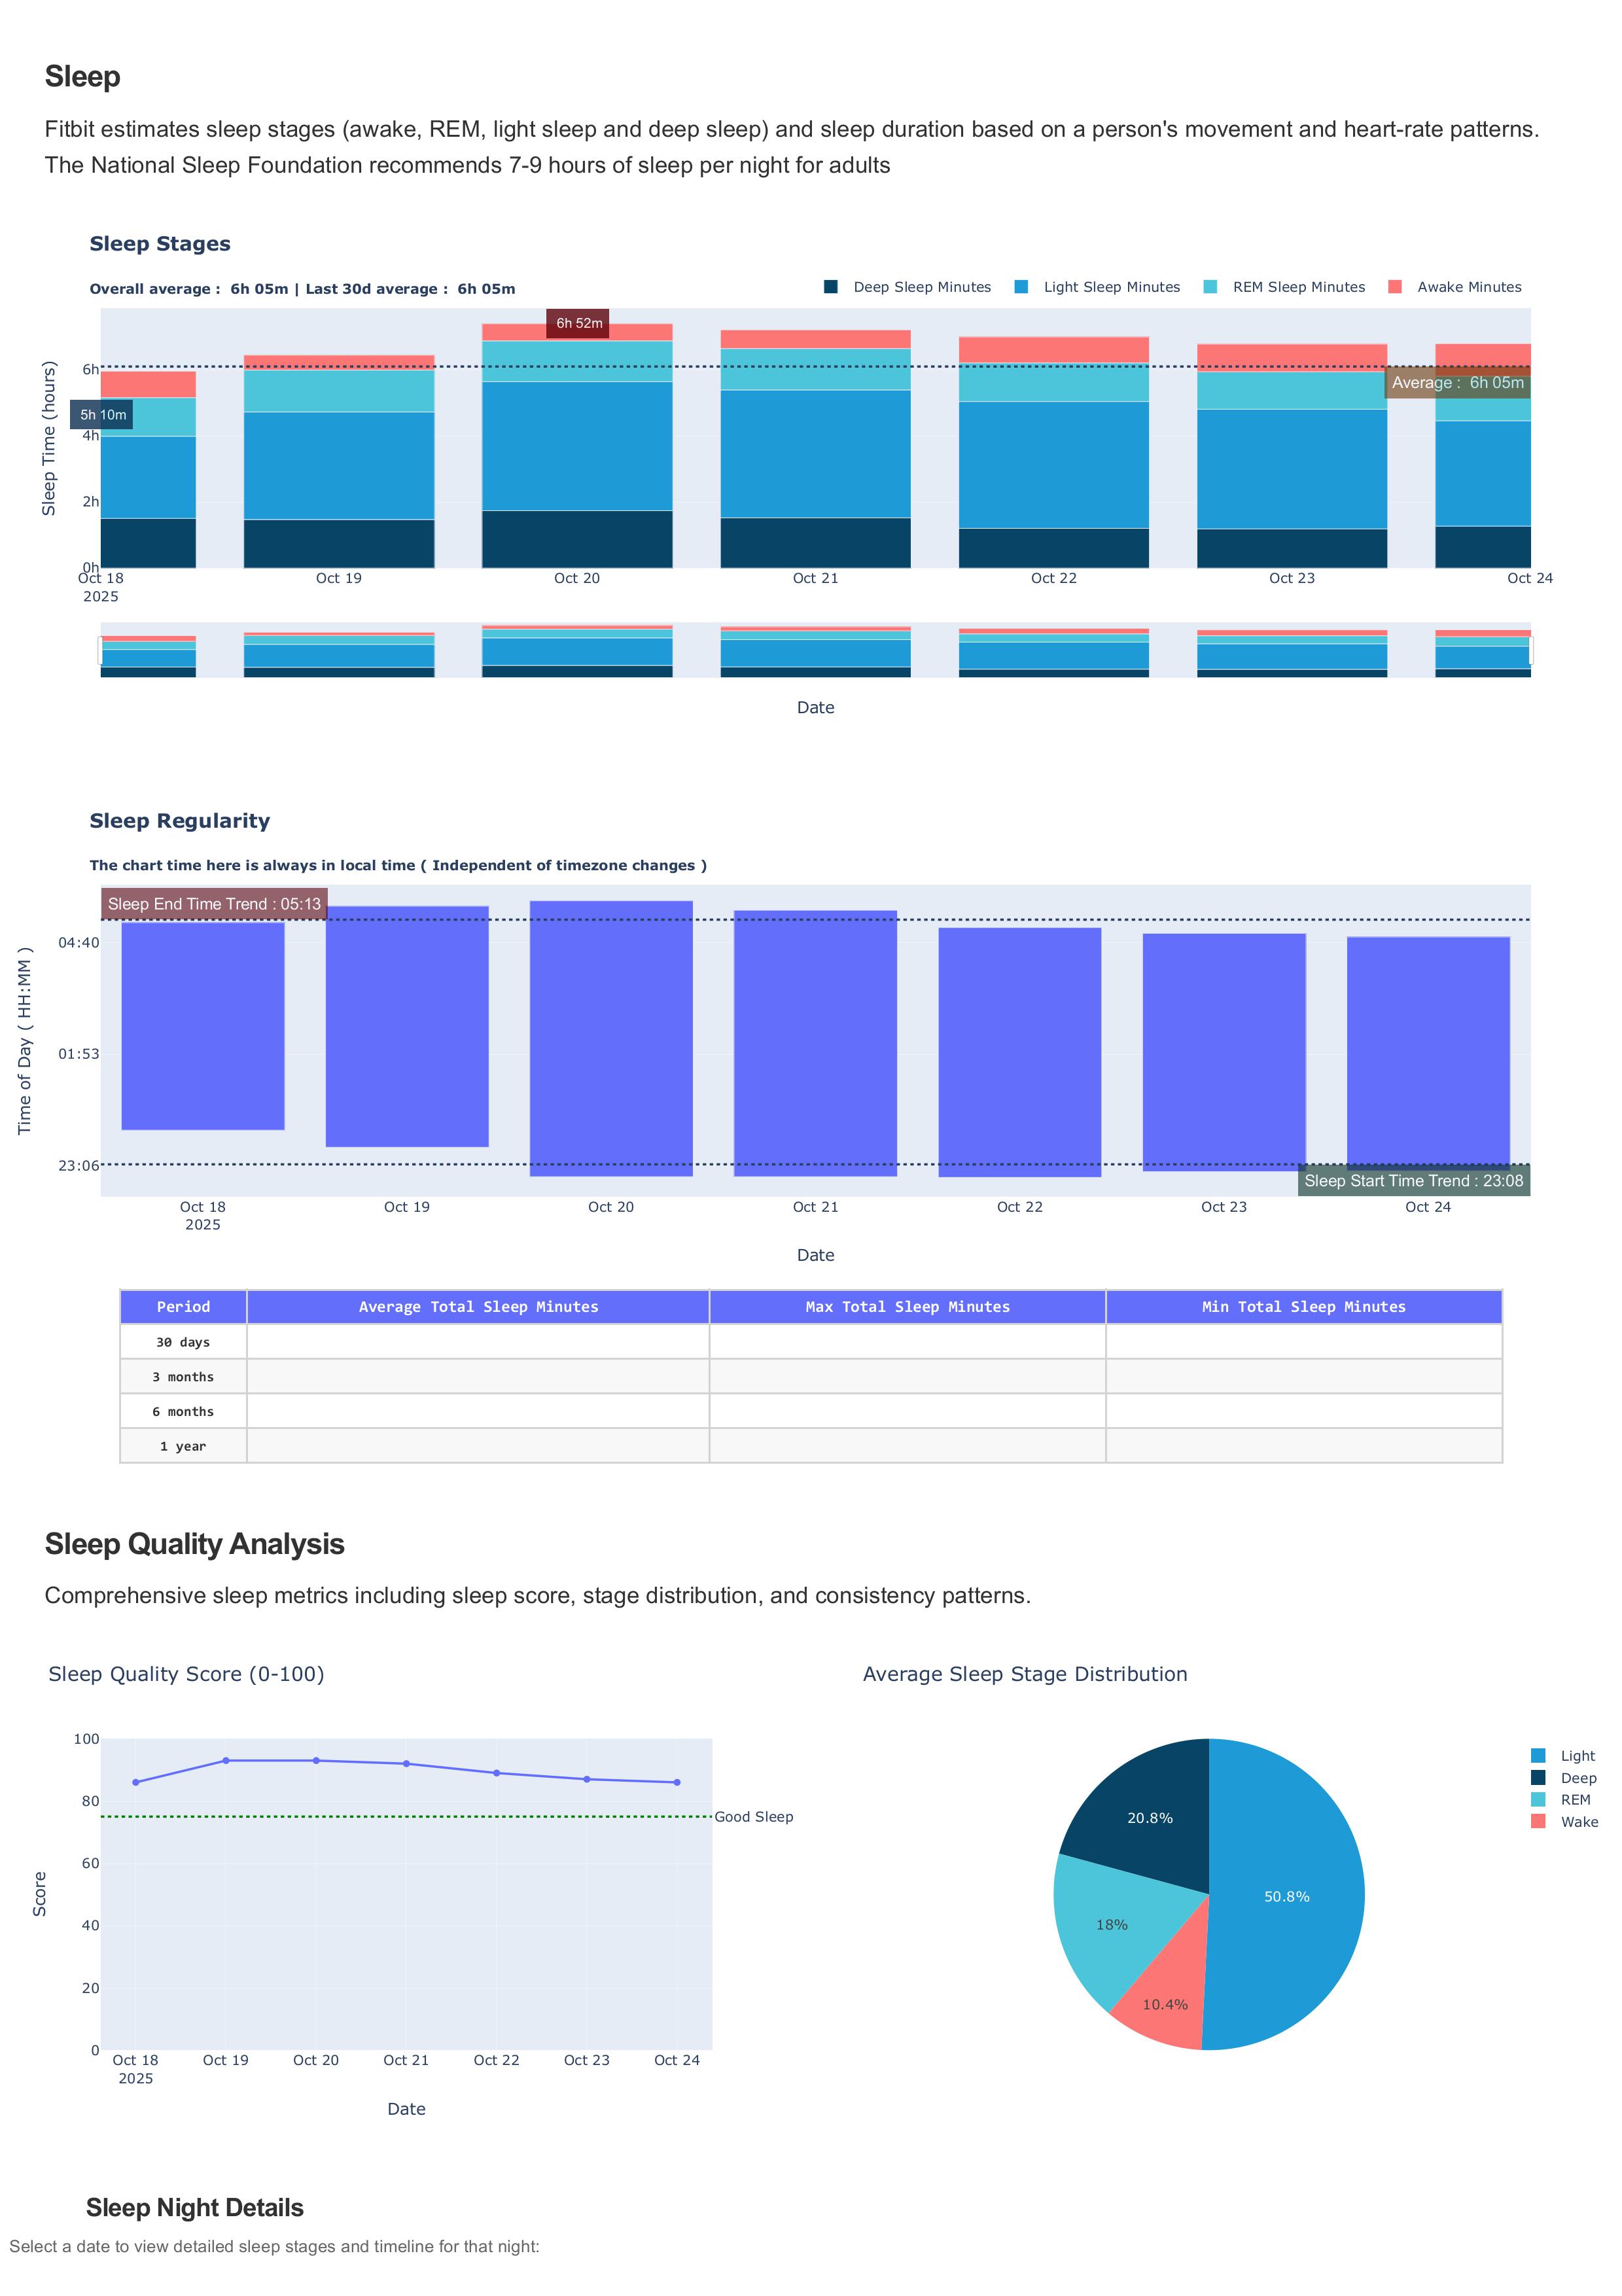 Sleep
Fitbit estimates sleep stages (awake, REM, light sleep and deep sleep) and sleep duration based on a person's movement and heart-rate patterns.
The National Sleep Foundation recommends 7-9 hours of sleep per night for adults
Sleep Stages
Overall average : 6h 05m | Last 30d average : 6h 05m
Deep Sleep Minutes
Light Sleep Minutes
REM Sleep Minutes
Awake Minutes
Sleep Time (hours)
6h
4h
2h
0h
6h 52m
5h 10m
Average : 6h 05m
Oct 18
2025
Oct 19
Oct 20
Oct 21
Oct 22
Oct 23
Oct 24
Date
Sleep Regularity
The chart time here is always in local time ( Independent of timezone changes )
Sleep End Time Trend : 05:13
Time of Day ( HH:MM )
04:40
01:53
23:06
Sleep Start Time Trend : 23:08
Oct 18
2025
Oct 19
Oct 20
Oct 21
Oct 22
Oct 23
Oct 24
Date
Period Average Total Sleep Minutes Max Total Sleep Minutes Min Total Sleep Minutes
30 days
3 months
6 months
1 year
Sleep Quality Analysis
Comprehensive sleep metrics including sleep score, stage distribution, and consistency patterns.
Sleep Quality Score (0-100)
Score
100
80
60
40
20
0
Good Sleep
Oct 18
2025
Oct 19
Oct 20
Oct 21
Oct 22
Oct 23
Oct 24
Date
Average Sleep Stage Distribution
20.8%
50.8%
18%
10.4%
Light
Deep
REM
Wake
Sleep Night Details
Select a date to view detailed sleep stages and timeline for that night: